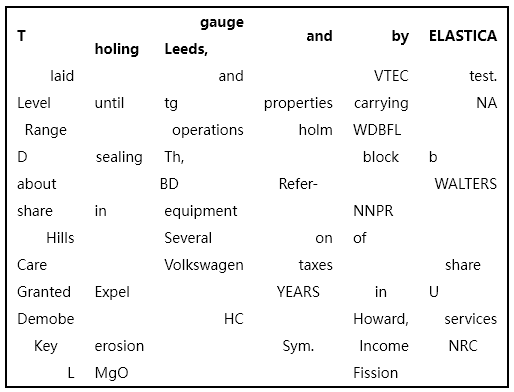 T holing gauge Leeds, and by ELASTICA
laid and VTEC test.
Level until tg properties carrying NA
Range operations holm WDBFL
D sealing Th, block b
about BD Refer- WALTERS
share in equipment NNPR
Hills Several on of
Care Volkswagen taxes share
Granted Expel YEARS in U
Demobe HC Howard, services
Key erosion Sym. Income NRC
L MgO Fission